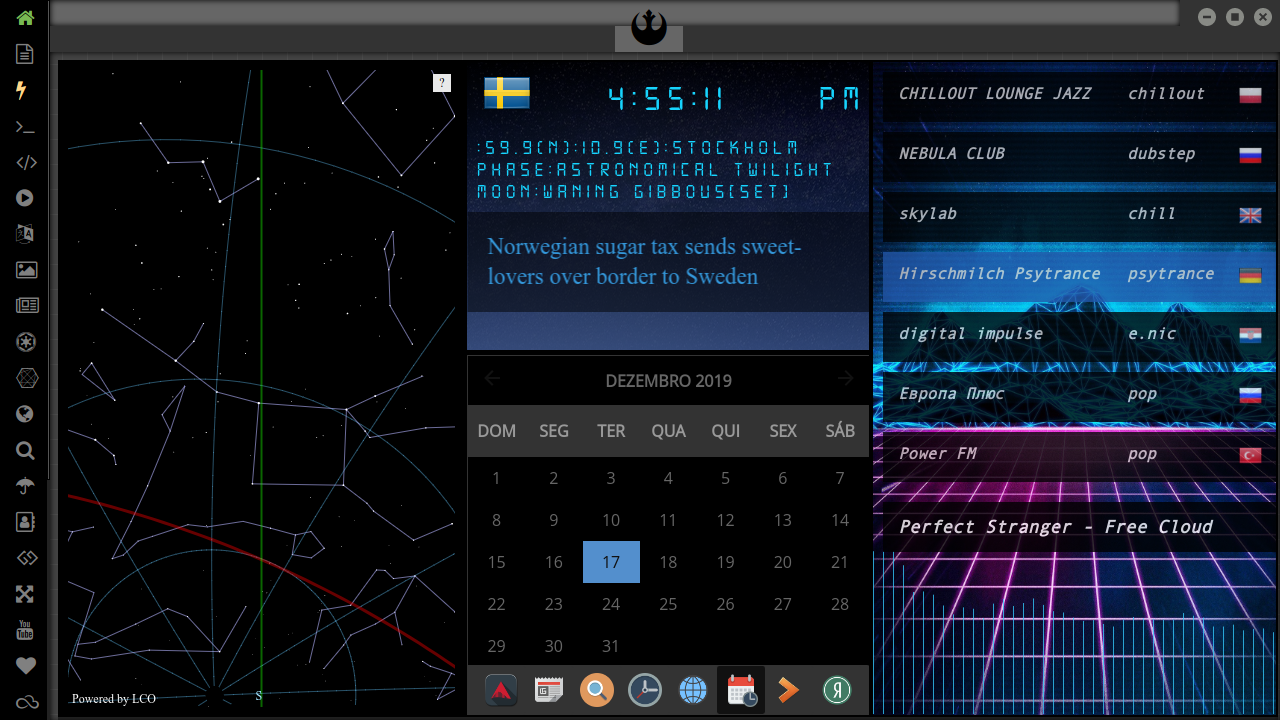 ?
4:55:11 PM
:59.9(N):10.9(E):STOCKHOLM
PHASE:ASTRONOMICAL TWILIGHT
MOON:WANING GIBBOUS(SET)
Norwegian sugar tax sends sweet-
lovers over border to Sweden
DEZEMBRO 2019
DOM SEG TER QUA QUI SEX SÁB
1 2 3 4 5 6 7
8 9 10 11 12 13 14
15 16 17 18 19 20 21
22 23 24 25 26 27 28
29 30 31
CHILLOUT LOUNGE JAZZ chillout
NEBULA CLUB dubstep
skylab chill
Hirschmilch Psytrance psytrance
digital impulse e.nic
Европа Плюс pop
Power FM pop
Perfect Stranger - Free Cloud
Powered by LCO
S
You
Tube
Я